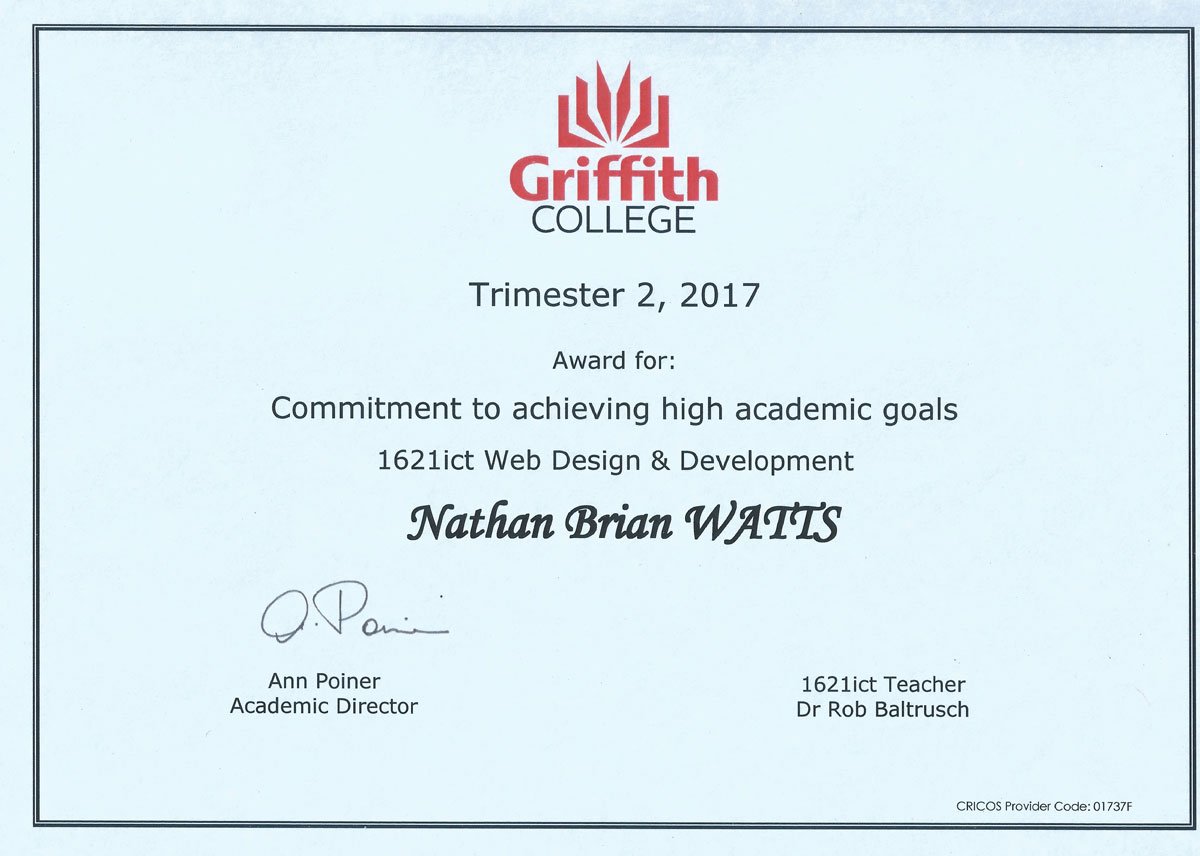 Griffith
COLLEGE
Trimester 2, 2017
Award for:
Commitment to achieving high academic goals
1621ict Web Design & Development
Nathan Brian WATTS
A. Poiner
Ann Poiner
Academic Director
1621ict Teacher
Dr Rob Baltrusch
CRICOS Provider Code: 01737F